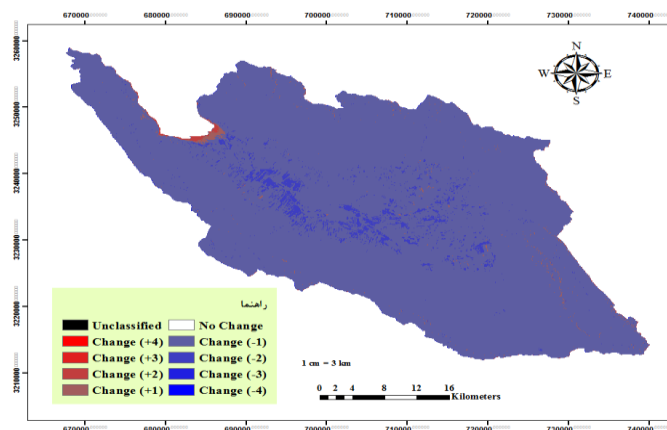 670000 680000 690000 700000 710000 720000 730000 740000
3260000
3250000
3240000
3230000
3220000
3210000
N
W E
S
راهنما
Unclassified No Change
Change (+4) Change (-1)
Change (+3) Change (-2)
Change (+2) Change (-3)
Change (+1) Change (-4)
1 cm = 3 km
0 2 4 8 12 16
Kilometers
670000 680000 690000 700000 710000 720000 730000 740000